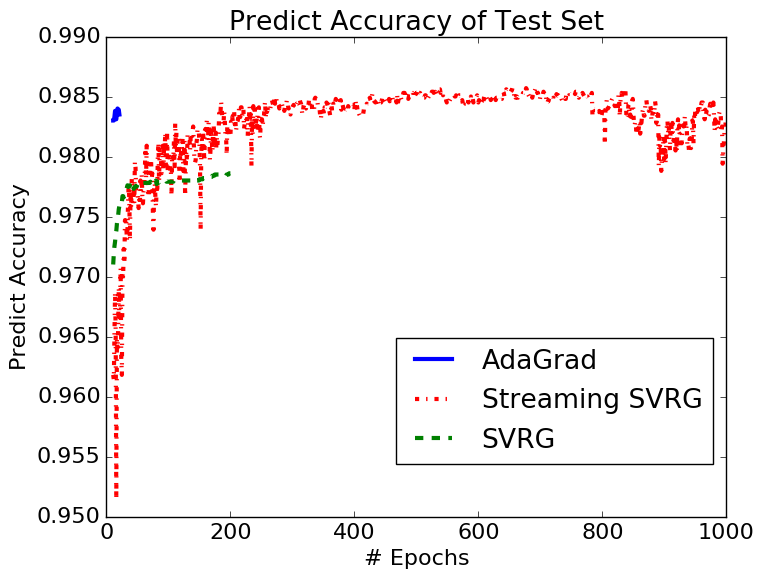 Predict Accuracy of Test Set
0.990
0.985
0.980
0.975
0.970
0.965
0.960
0.955
0.950
Predict Accuracy
AdaGrad
Streaming SVRG
SVRG
0 200 400 600 800 1000
# Epochs